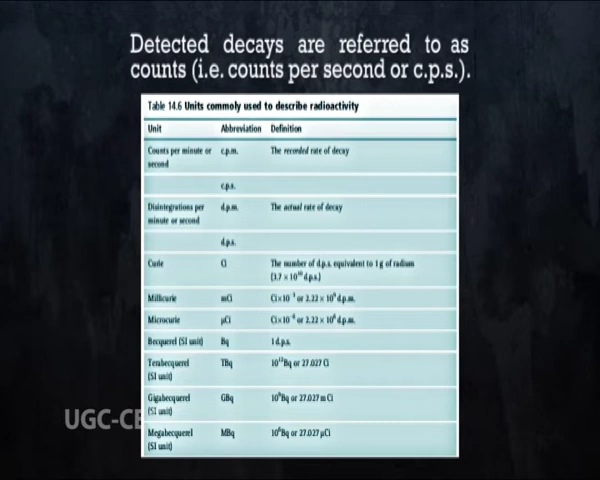 Detected decays are referred to as
counts (i.e. counts per second or c.p.s.).
Table 14.6 Units commoly used to describe radioactivity
Unit Abbreviation Definition
Counts per minute or c.p.m. The recorded rate of decay
second
c.p.s.
Disintegrations per d.p.m. The actual rate of decay
minute or second
d.p.s.
Curie Ci The number of d.p.s. equivalent to 1 g of radium
(3.7 × 10¹⁰ d.p.s.)
Millicurie mCi Ci×10⁻³ or 2.22 × 10⁹ d.p.m.
Microcurie μCi Ci×10⁻⁶ or 2.22 × 10⁶ d.p.m.
Becquerel (SI unit) Bq 1 d.p.s.
Terabecquerel TBq 10¹²Bq or 27.027 Ci
(SI unit)
Gigabecquerel GBq 10⁹Bq or 27.027 mCi
(SI unit)
UGC-CE
Megabecquerel MBq 10⁶Bq or 27.027 μCi
(SI unit)